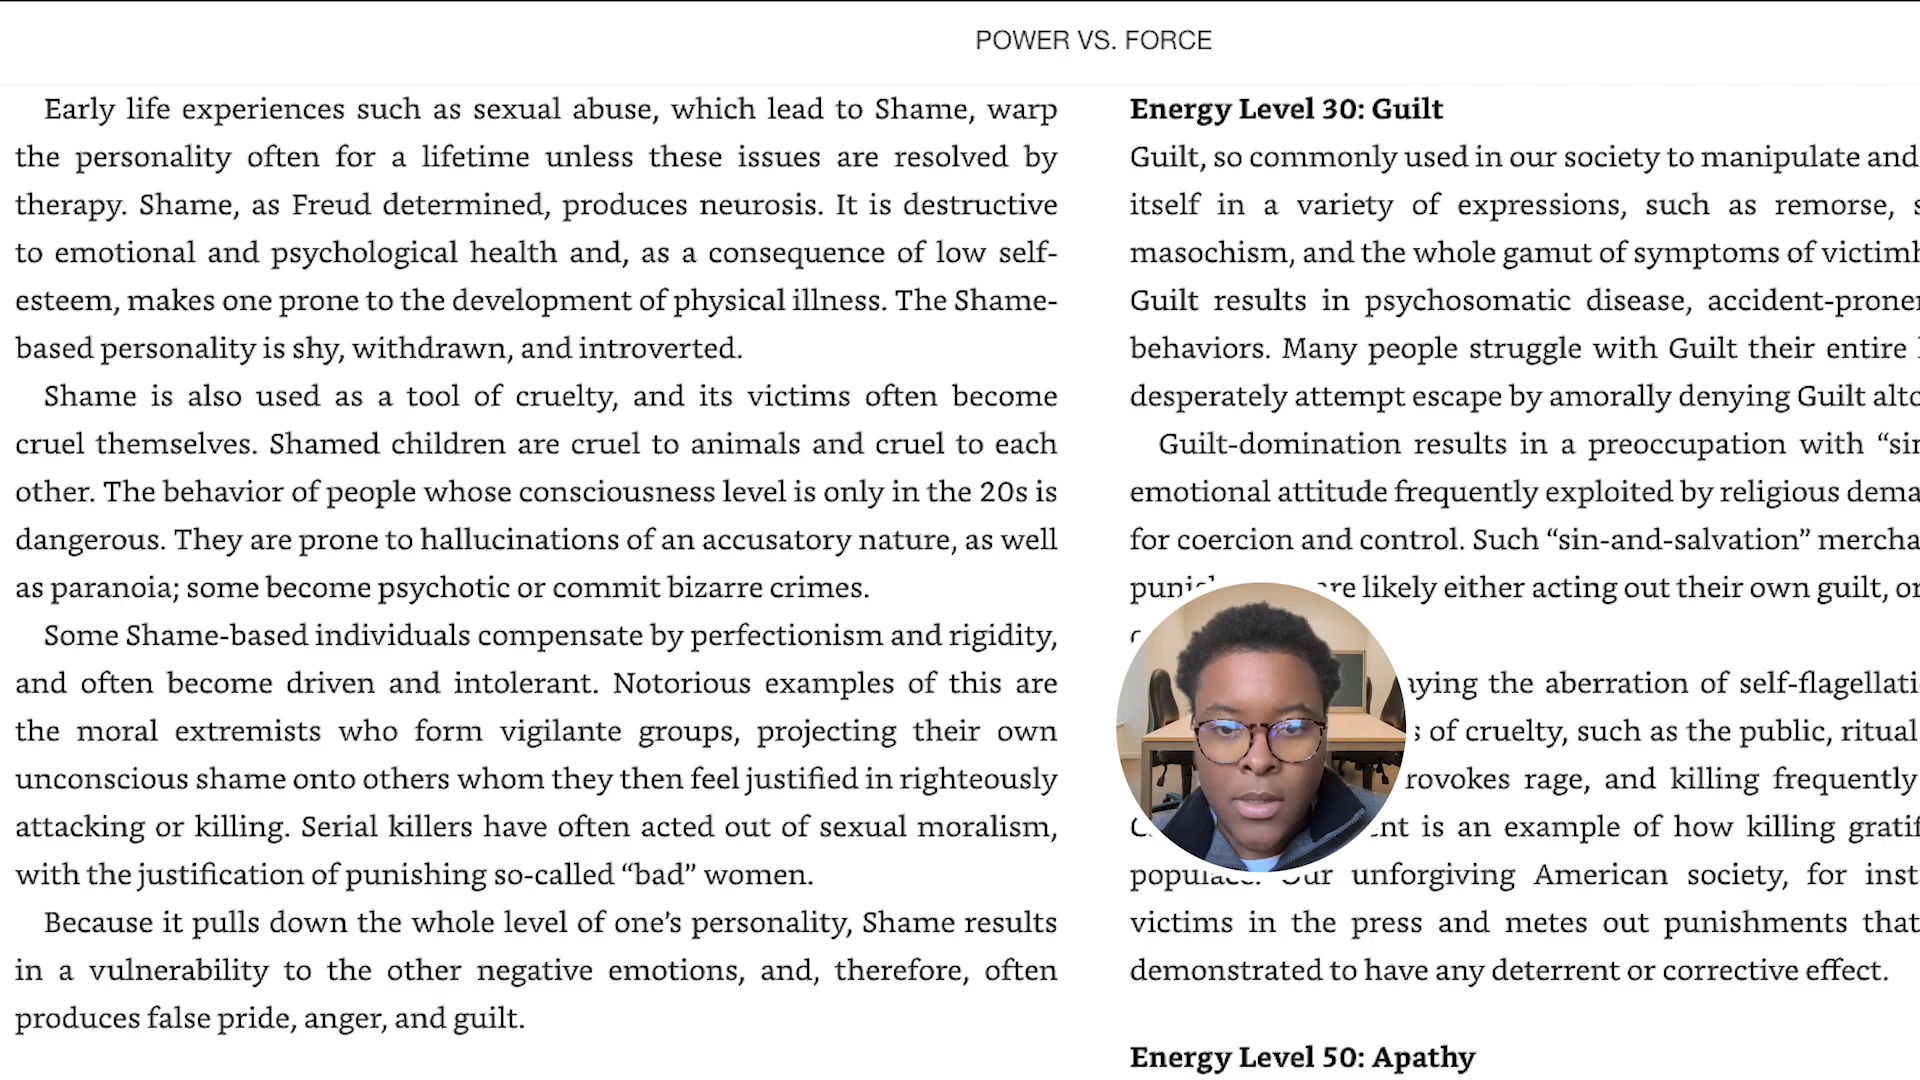 POWER VS. FORCE
Early life experiences such as sexual abuse, which lead to Shame, warp
the personality often for a lifetime unless these issues are resolved by
therapy. Shame, as Freud determined, produces neurosis. It is destructive
to emotional and psychological health and, as a consequence of low self-
esteem, makes one prone to the development of physical illness. The Shame-
based personality is shy, withdrawn, and introverted.
Shame is also used as a tool of cruelty, and its victims often become
cruel themselves. Shamed children are cruel to animals and cruel to each
other. The behavior of people whose consciousness level is only in the 20s is
dangerous. They are prone to hallucinations of an accusatory nature, as well
as paranoia; some become psychotic or commit bizarre crimes.
Some Shame-based individuals compensate by perfectionism and rigidity,
and often become driven and intolerant. Notorious examples of this are
the moral extremists who form vigilante groups, projecting their own
unconscious shame onto others whom they then feel justified in righteously
attacking or killing. Serial killers have often acted out of sexual moralism,
with the justification of punishing so-called “bad” women.
Because it pulls down the whole level of one’s personality, Shame results
in a vulnerability to the other negative emotions, and, therefore, often
produces false pride, anger, and guilt.
Energy Level 30: Guilt
Guilt, so commonly used in our society to manipulate and
itself in a variety of expressions, such as remorse,
masochism, and the whole gamut of symptoms of
Guilt results in psychosomatic disease,
behaviors. Many people struggle with Guilt their entire
desperately attempt escape by amorally denying Guilt
Guilt-domination results in a preoccupation with
emotional attitude frequently exploited by religious
for coercion and control. Such “sin-and-salvation”
likely either acting out their own guilt,
the aberration of
of cruelty, such as the public, ritual
rage, and killing frequently
is an example of how killing
unforgiving American society, for
victims in the press and metes out punishments that
demonstrated to have any deterrent or corrective effect.
Energy Level 50: Apathy